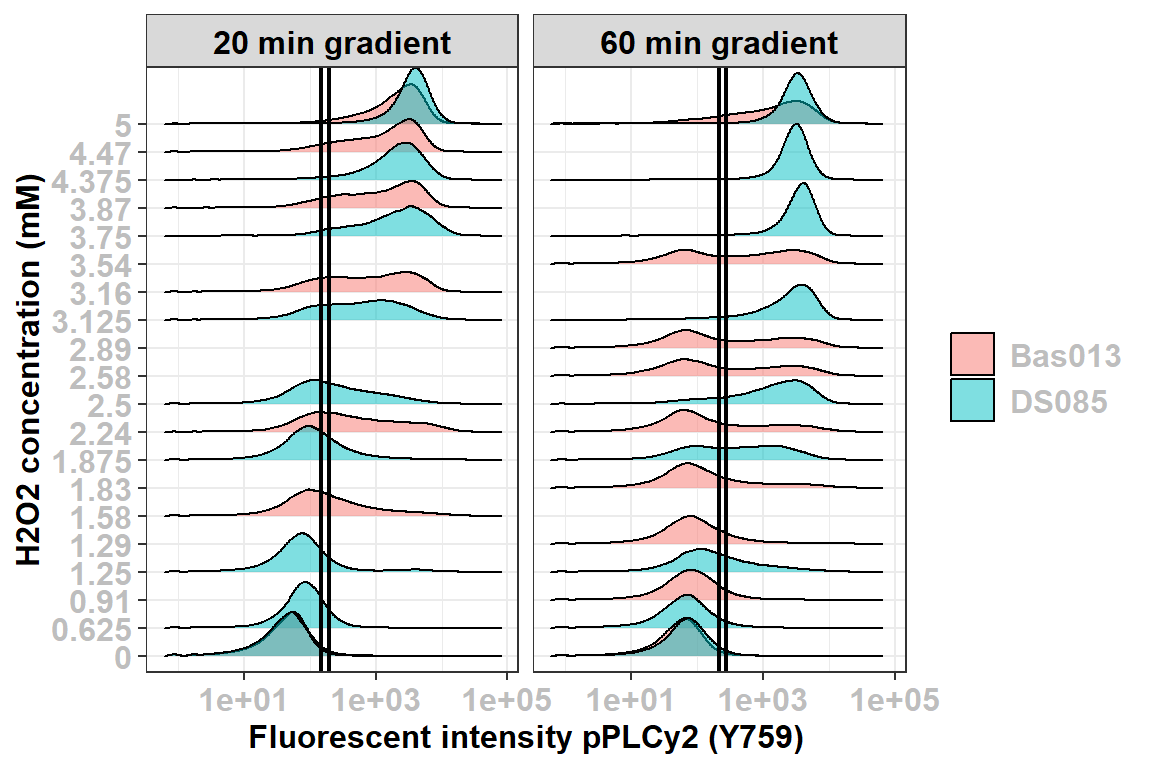 20 min gradient
60 min gradient
H2O2 concentration (mM)
5
4.47
4.375
3.87
3.75
3.54
3.16
3.125
2.89
2.58
2.5
2.24
1.875
1.83
1.58
1.29
1.25
0.91
0.625
0
1e+01
1e+03
1e+05
1e+01
1e+03
1e+05
Fluorescent intensity pPLCy2 (Y759)
Bas013
DS085